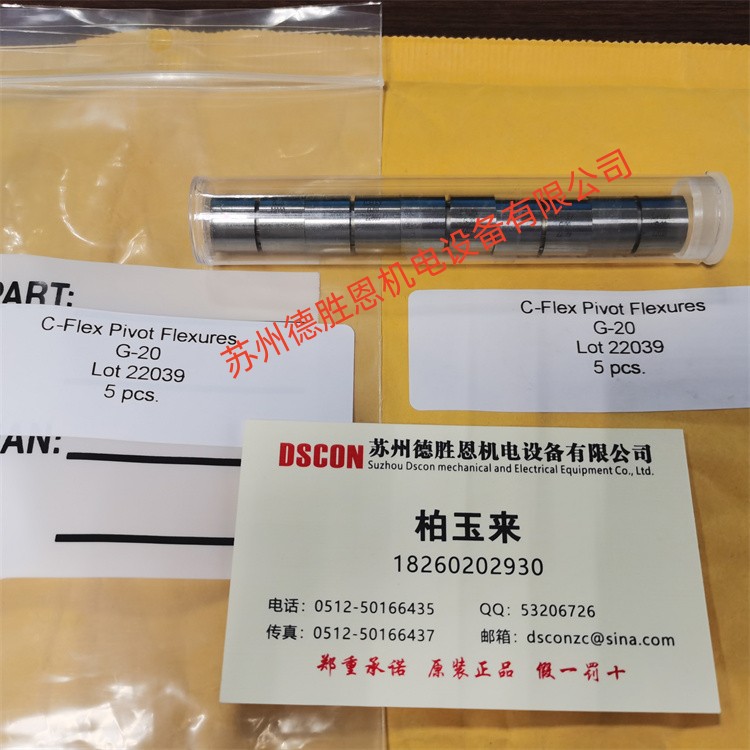 苏州德胜恩机电设备有限公司
PART:
C-Flex Pivot Flexures
G-20
Lot 22039
5 pcs.
C-Flex Pivot Flexures
G-20
Lot 22039
5 pcs.
AN:
DSCON 苏州德胜恩机电设备有限公司
Suzhou Dscon mechanical and Electrical Equipment Co., Ltd.
柏玉来
18260202930
电话：0512-50166435 QQ: 53206726
传真：0512-50166437 邮箱：dsconzc@sina.com
郑重承诺 原装正品 假一罚十